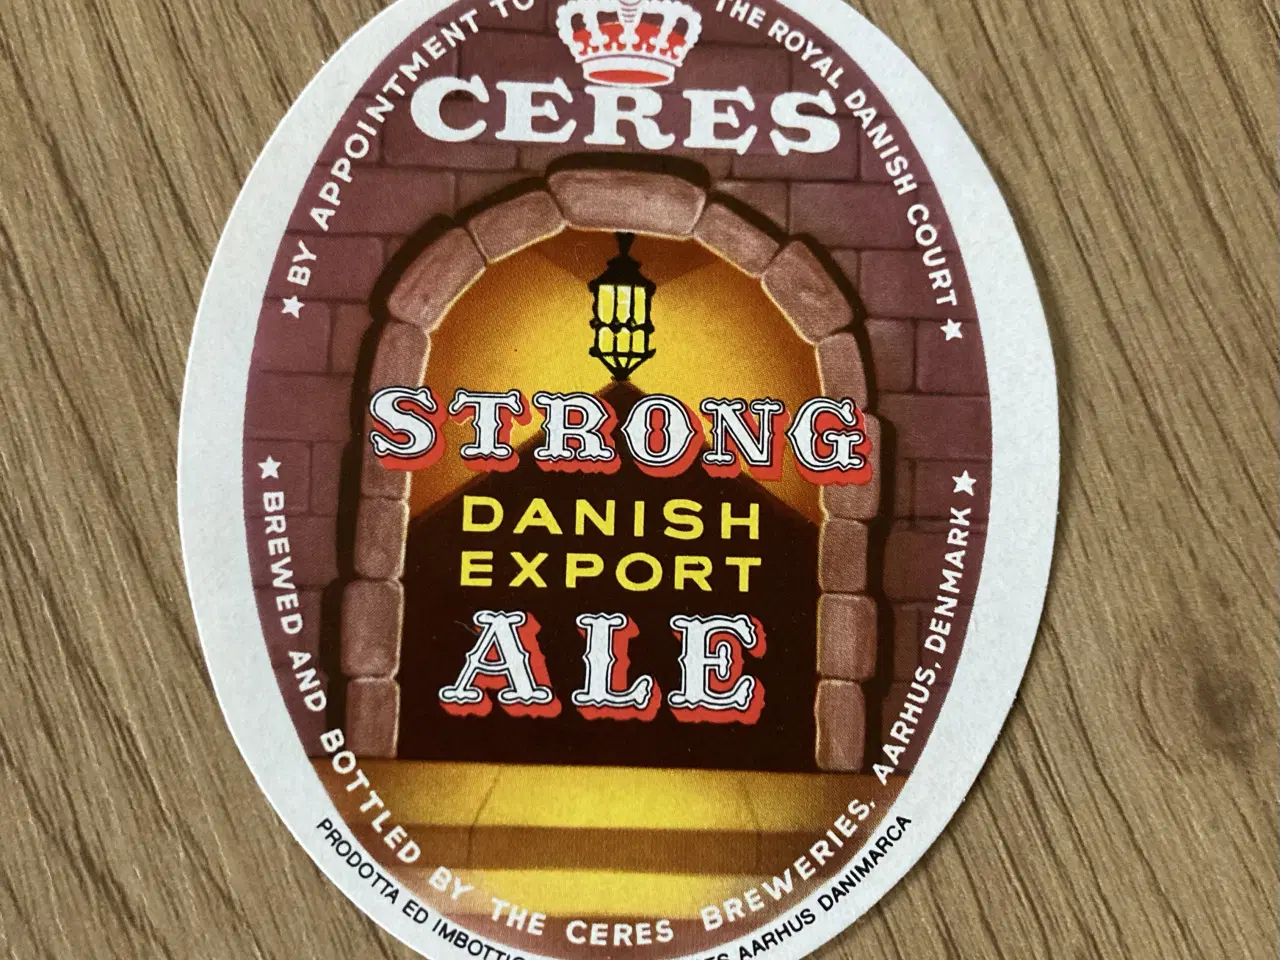 ★ BY APPOINTMENT TO THE ROYAL DANISH COURT ★
CERES
STRONG
DANISH
EXPORT
ALE
★ BREWED AND BOTTLED BY THE CERES BREWERIES, AARHUS, DENMARK ★
PRODOTTA ED AARHUS DANIMARCA